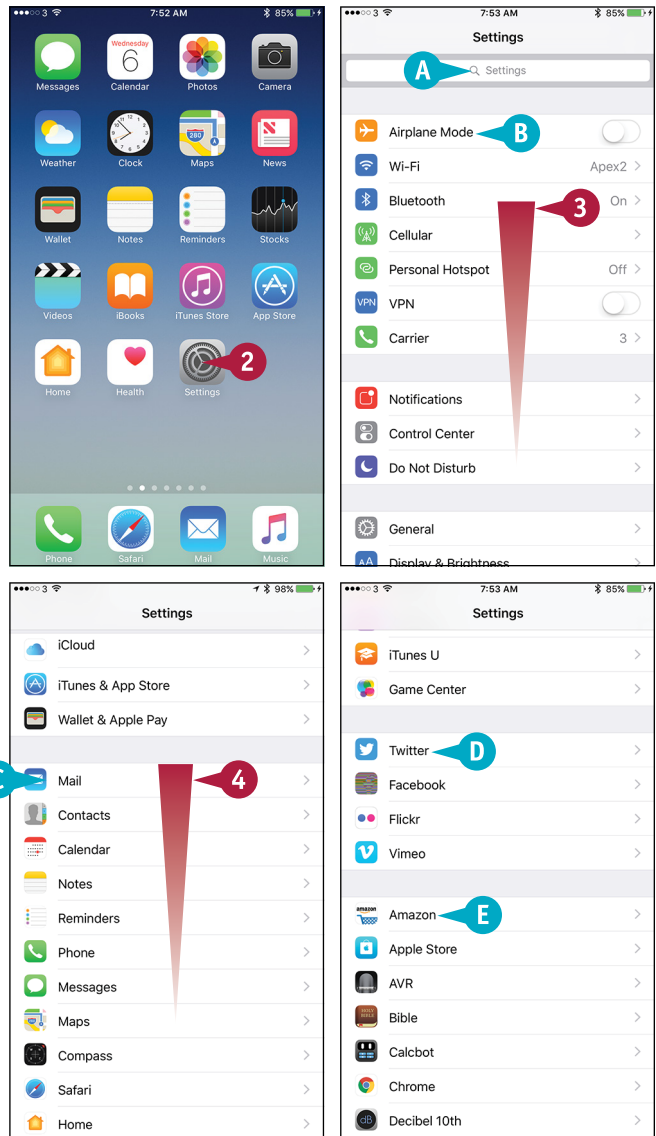 3 7:52 AM 85%
Wednesday
6
Messages Calendar Photos Camera
280
Weather Clock Maps News
Wallet Notes Reminders Stocks
Videos iBooks iTunes Store App Store
2
Home Health Settings
Phone Safari Mail Music
3 7:53 AM 85%
Settings
A Settings
Airplane Mode B
Wi-Fi Apex2
Bluetooth On
3
Cellular
Personal Hotspot Off
VPN VPN
Carrier 3
Notifications
Control Center
Do Not Disturb
General
AA Display & Brightness
3 98%
Settings
iCloud
iTunes & App Store
Wallet & Apple Pay
C Mail 4
Contacts
Calendar
Notes
Reminders
Phone
Messages
Maps
Compass
Safari
Home
3 7:53 AM 85%
Settings
iTunes U
Game Center
Twitter D
Facebook
Flickr
Vimeo
amazon Amazon E
Apple Store
AVR
HOLY BIBLE Bible
Calcbot
Chrome
dB Decibel 10th